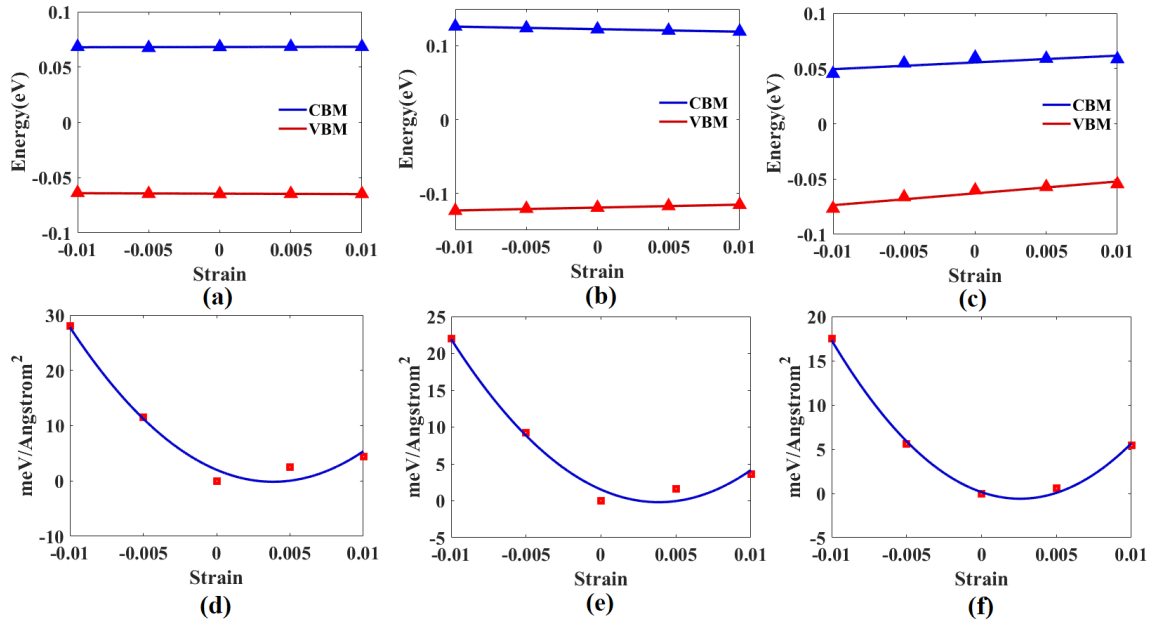 0.1
0.05
0
-0.05
-0.1
Energy(eV)
CBM
VBM
-0.01 -0.005 0 0.005 0.01
Strain
(a)
0.1
0
-0.1
Energy(eV)
CBM
VBM
-0.01 -0.005 0 0.005 0.01
Strain
(b)
0.1
0.05
0
-0.05
-0.1
Energy(eV)
CBM
VBM
-0.01 -0.005 0 0.005 0.01
Strain
(c)
30
20
10
0
-10
meV/Angstrom²
-0.01 -0.005 0 0.005 0.01
Strain
(d)
25
20
15
10
5
0
-5
meV/Angstrom²
-0.01 -0.005 0 0.005 0.01
Strain
(e)
20
15
10
5
0
-5
meV/Angstrom²
-0.01 -0.005 0 0.005 0.01
Strain
(f)